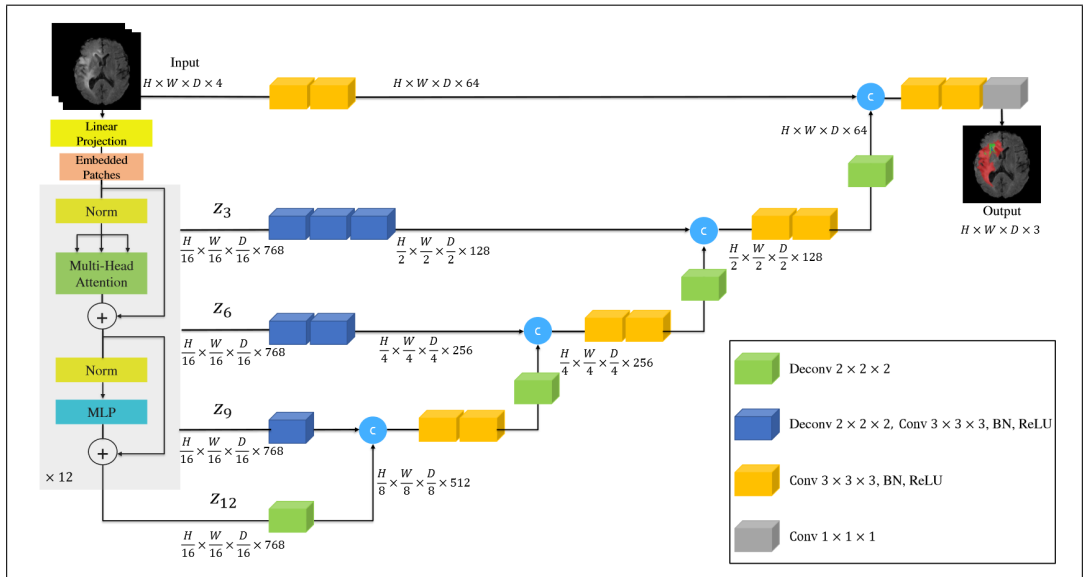 Input
H × W × D × 4
H × W × D × 64
C
Linear
Projection
Embedded
Patches
H × W × D × 64
Output
H × W × D × 3
Norm
Multi-Head
Attention
+
Norm
MLP
+
× 12
z₃
H/16 × W/16 × D/16 × 768
H/2 × W/2 × D/2 × 128
C
H/2 × W/2 × D/2 × 128
z₆
H/16 × W/16 × D/16 × 768
H/4 × W/4 × D/4 × 256
C
H/4 × W/4 × D/4 × 256
z₉
H/16 × W/16 × D/16 × 768
C
H/8 × W/8 × D/8 × 512
z₁₂
H/16 × W/16 × D/16 × 768
Deconv 2 × 2 × 2
Deconv 2 × 2 × 2, Conv 3 × 3 × 3, BN, ReLU
Conv 3 × 3 × 3, BN, ReLU
Conv 1 × 1 × 1